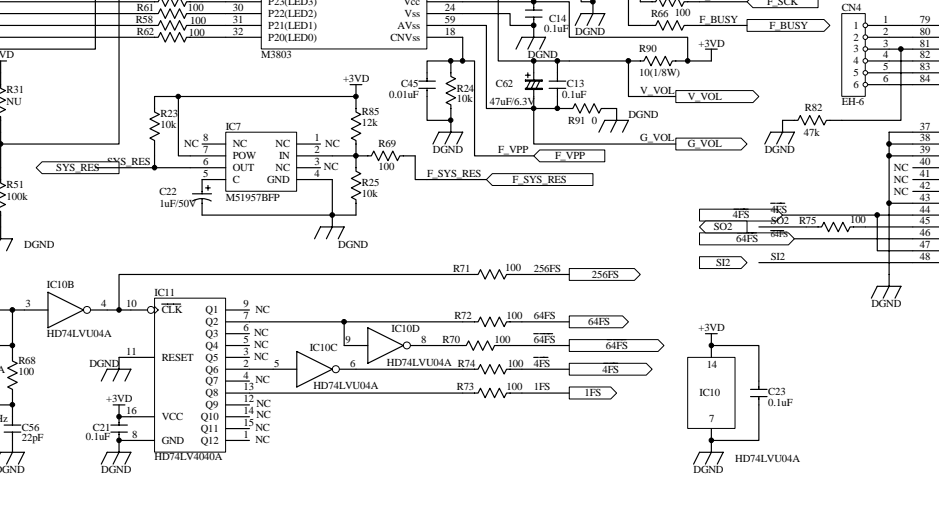 R61 100 30 P23(LED3)
R58 100 31 P22(LED2)
R62 100 32 P21(LED1)
P20(LED0)
M3803
Vcc
Vss 24
AVss 59
CNVss 18
C14
0.1uF
DGND
DGND
R66 100
F_SCK
F_BUSY F_BUSY
+3VD
R90
10(1/8W)
V_VOL V_VOL
CN4
1 1 79
2 2 80
3 3 81
4 4 82
5 5 83
6 6 84
EH-6
R82
47k
DGND
VD
R31
NU
R51
100k
DGND
R23
10k
+3VD
R85
12k
C45
0.01uF
R24
10k
DGND
C62
47uF/6.3V
C13
0.1uF
R91 0
DGND
DGND
G_VOL G_VOL
IC7
NC 8 NC NC 1 NC
7 POW IN 2
6 OUT NC 3 NC
5 C GND 4
M51957BFP
SYS_RES SYS_RES
C22
1uF/50V
R25
10k
DGND
R69
100
F_VPP F_VPP
F_SYS_RES F_SYS_RES
37
38
39
NC 40
NC 41
NC 42
43
4FS 4FS 44
SO2 SO2 R75 100 45
64FS 64FS 46
47
SI2 SI2 48
DGND
R71 100 256FS 256FS
IC10B
3 4 10
HD74LVU04A
IC11
CLK
RESET
VCC
GND
Q1 9 NC
Q2 7
Q3 6 NC
Q4 5 NC
Q5 3 NC
Q6 2
Q7 4 NC
Q8 13
Q9 12 NC
Q10 14 NC
Q11 15 NC
Q12 1 NC
HD74LV4040A
DGND 11
+3VD
16
8
C21
0.1uF
DGND
R68
100
Hz
C56
22pF
DGND
R72 100 64FS 64FS
IC10D
9 8
HD74LVU04A
R70 100 64FS 64FS
IC10C
5 6
HD74LVU04A
R74 100 4FS 4FS
R73 100 1FS 1FS
+3VD
14
IC10
7
C23
0.1uF
DGND
HD74LVU04A